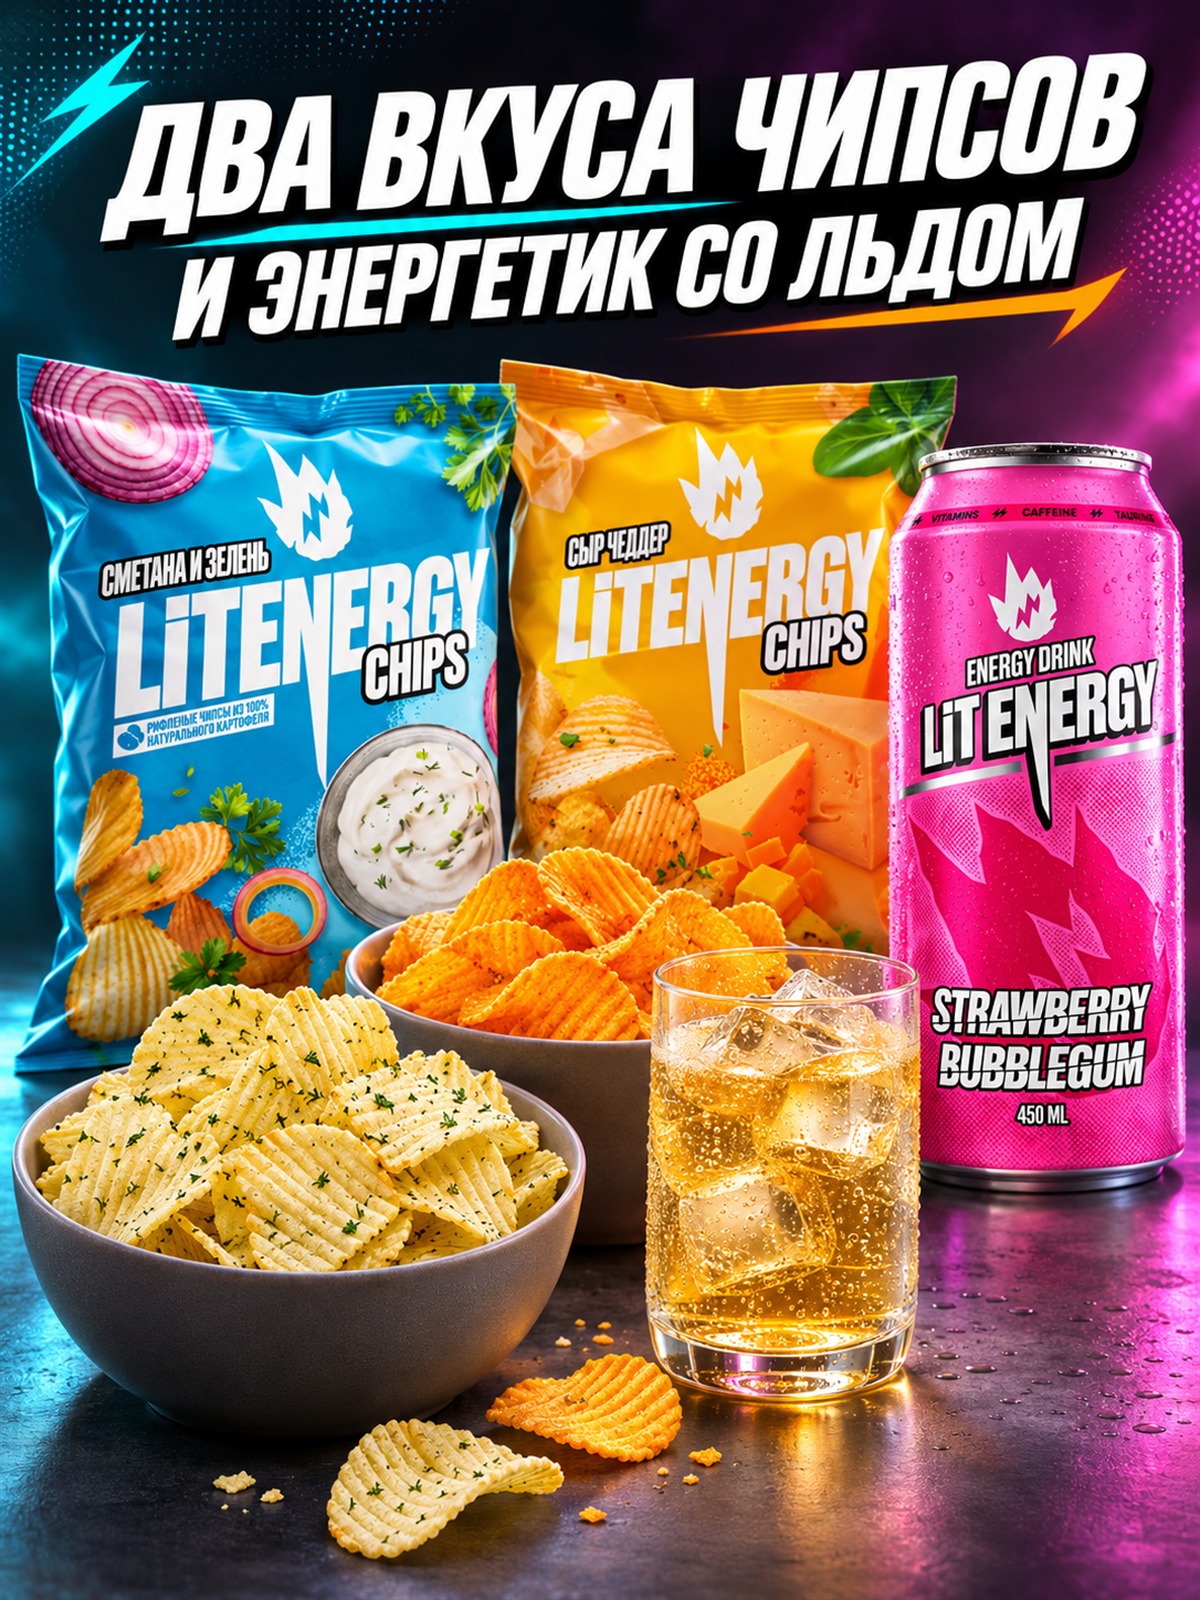 ДВА ВКУСА ЧИПСОВ
И ЭНЕРГЕТИК СО ЛЬДОМ
СМЕТАНА И ЗЕЛЕНЬ
LiTENERGY
CHIPS
РИФЛЕНЫЕ ЧИПСЫ ИЗ 100%
НАТУРАЛЬНОГО КАРТОФЕЛЯ
СЫР ЧЕДДЕР
LiTENERGY
CHIPS
VITAMINS CAFFEINE TAURINE
ENERGY DRINK
LiT ENERGY
STRAWBERRY
BUBBLEGUM
450 ML